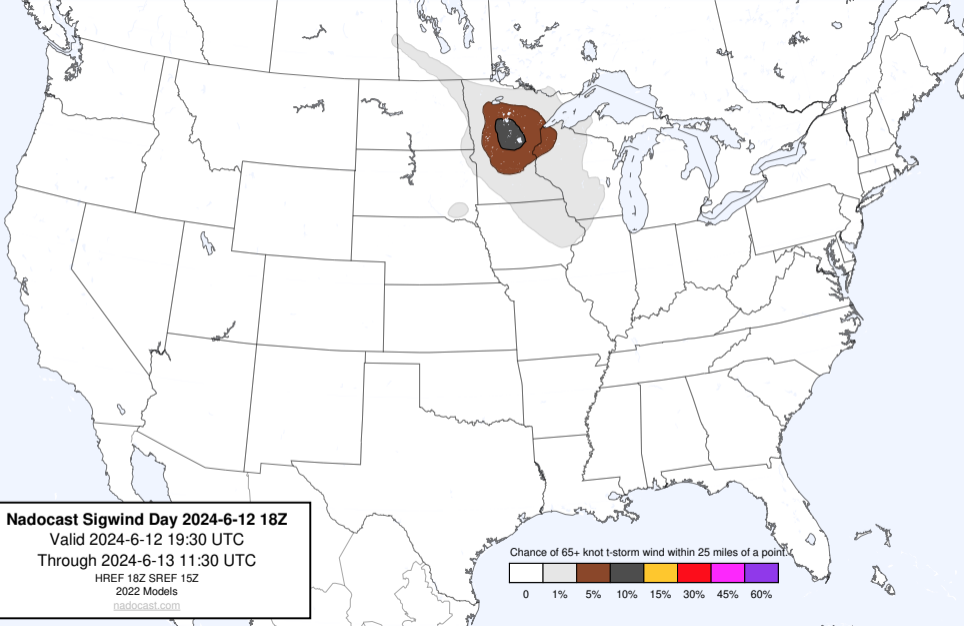 Nadocast Sigwind Day 2024-6-12 18Z
Valid 2024-6-12 19:30 UTC
Through 2024-6-13 11:30 UTC
HREF 18Z SREF 15Z
2022 Models
nadocast.com
Chance of 65+ knot t-storm wind within 25 miles of a point.
0 1% 5% 10% 15% 30% 45% 60%